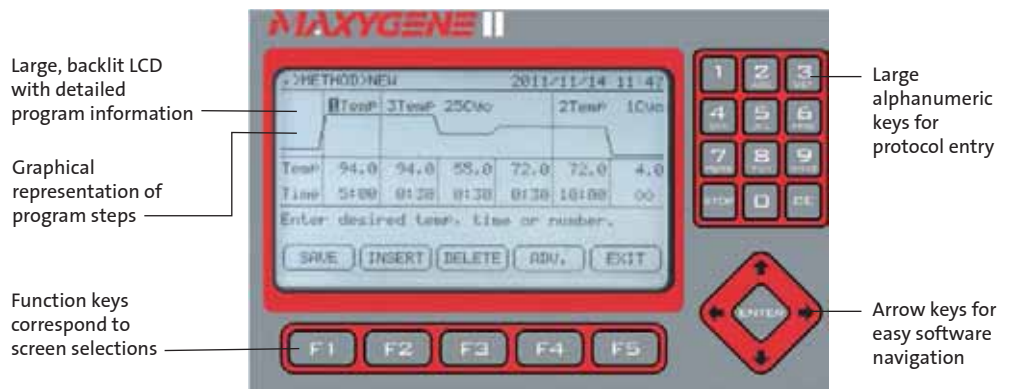 MAXYGENE II
Large, backlit LCD
with detailed
program information
Graphical
representation of
program steps
Function keys
correspond to
screen selections
.>METHOD>NEW 2011/11/14 11:42
1Temp 3Temp 25Cyc 2Temp 1Cyc
Temp 94.0 94.0 55.0 72.0 72.0 4.0
Time 5:00 0:30 0:30 0:30 10:00 ∞
Enter desired temp. time or number.
SAVE INSERT DELETE ADV. EXIT
F1 F2 F3 F4 F5
1 2 3
4 5 6
7 8 9
STOP 0 CE
ENTER
Large
alphanumeric
keys for
protocol entry
Arrow keys for
easy software
navigation